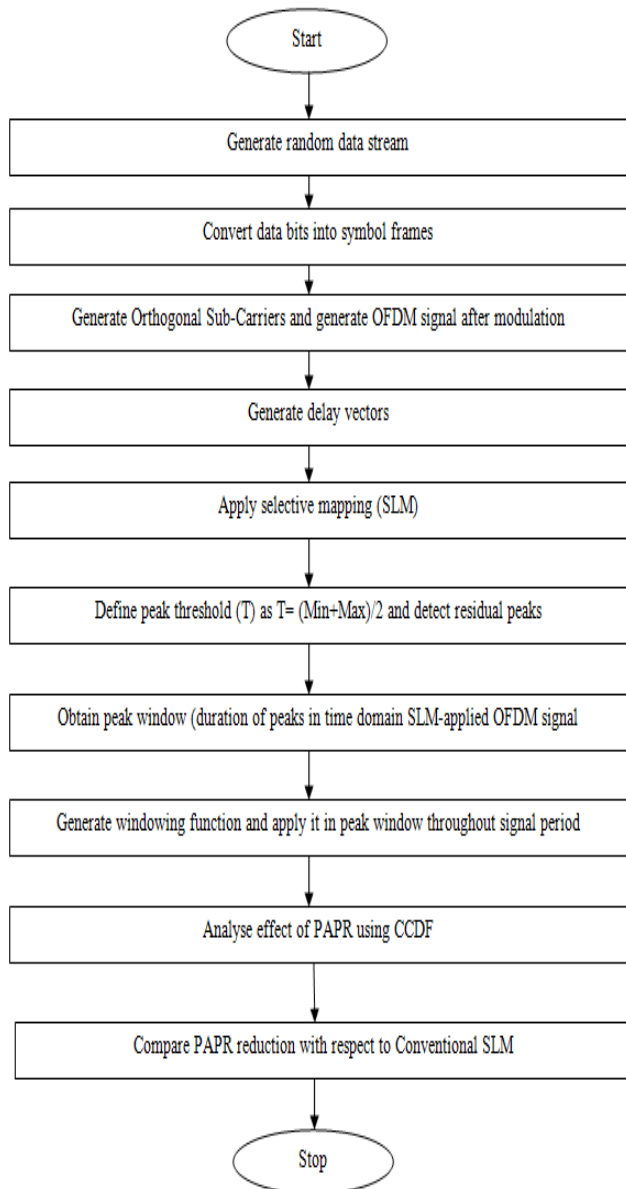 Start
Generate random data stream
Convert data bits into symbol frames
Generate Orthogonal Sub-Carriers and generate OFDM signal after modulation
Generate delay vectors
Apply selective mapping (SLM)
Define peak threshold (T) as T= (Min+Max)/2 and detect residual peaks
Obtain peak window (duration of peaks in time domain SLM-applied OFDM signal
Generate windowing function and apply it in peak window throughout signal period
Analyse effect of PAPR using CCDF
Compare PAPR reduction with respect to Conventional SLM
Stop